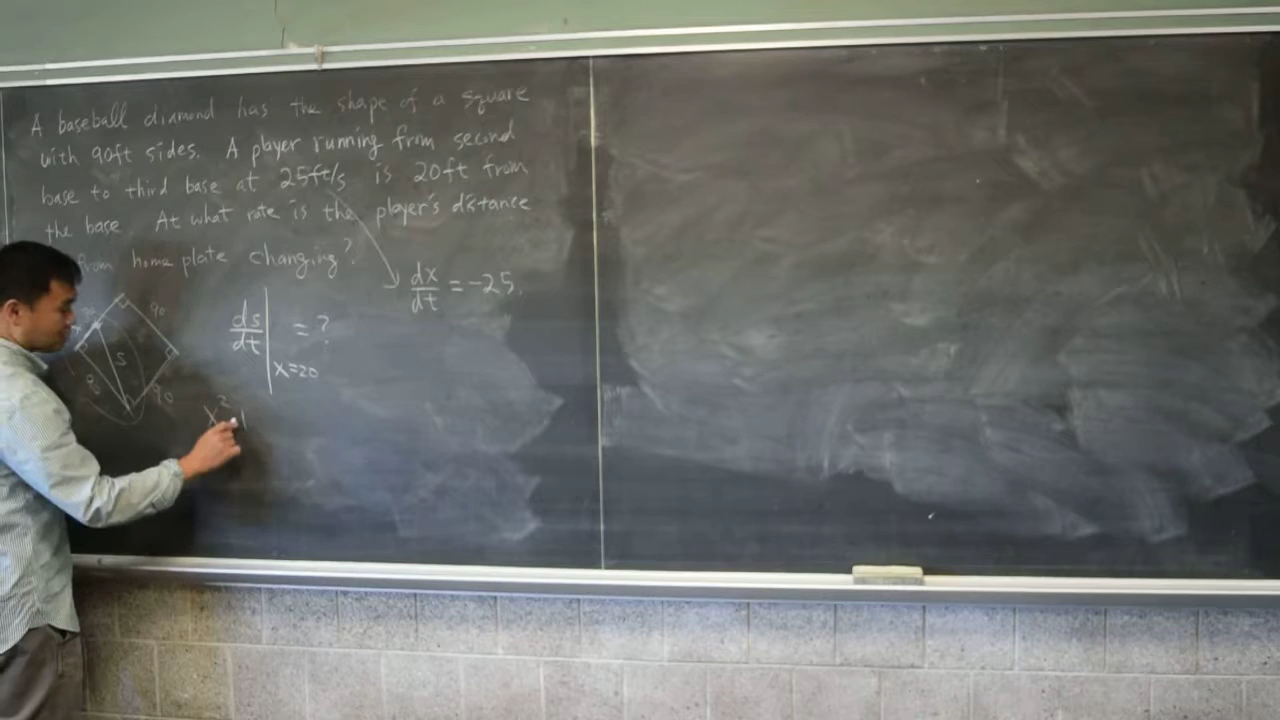 A baseball diamond has the shape of a square
with 90ft sides. A player running from second
base to third base at 25ft/s is 20ft from
the base. At what rate is the player's distance
from home plate changing?
dx/dt = -25.
ds/dt | x=20 = ?
90
s
90
90
x²